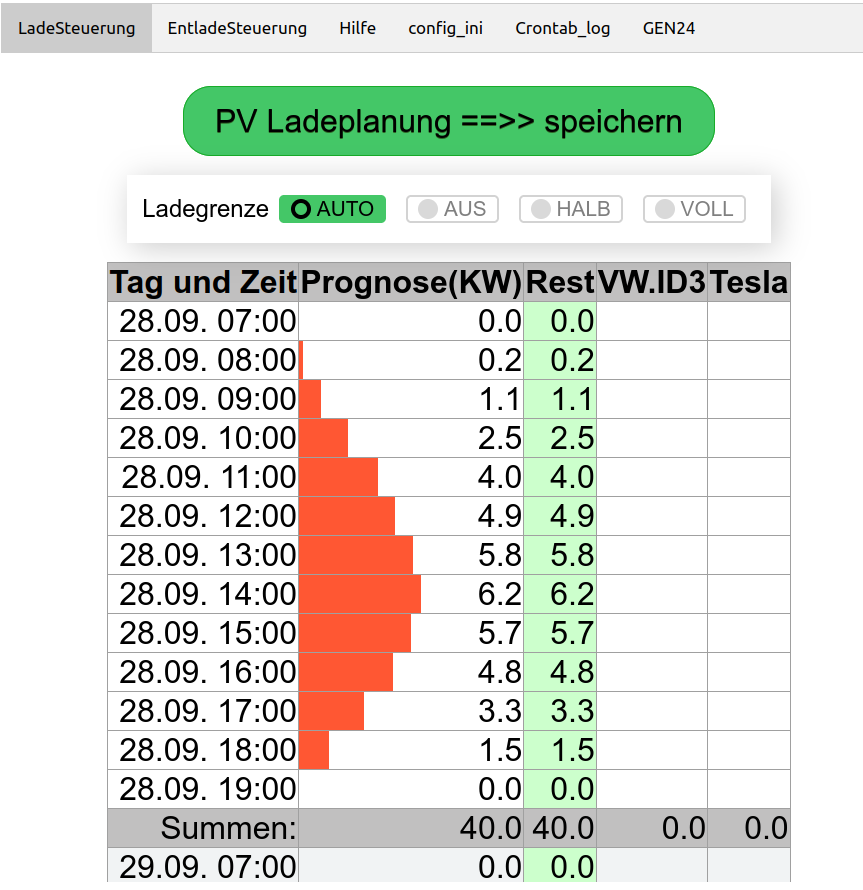 LadeSteuerung EntladeSteuerung Hilfe config_ini Crontab_log GEN24
PV Ladeplanung ==>> speichern
Ladegrenze AUTO AUS HALB VOLL
Tag und Zeit Prognose(KW) Rest VW.ID3 Tesla
28.09. 07:00 0.0 0.0
28.09. 08:00 0.2 0.2
28.09. 09:00 1.1 1.1
28.09. 10:00 2.5 2.5
28.09. 11:00 4.0 4.0
28.09. 12:00 4.9 4.9
28.09. 13:00 5.8 5.8
28.09. 14:00 6.2 6.2
28.09. 15:00 5.7 5.7
28.09. 16:00 4.8 4.8
28.09. 17:00 3.3 3.3
28.09. 18:00 1.5 1.5
28.09. 19:00 0.0 0.0
Summen: 40.0 40.0 0.0 0.0
29.09. 07:00 0.0 0.0